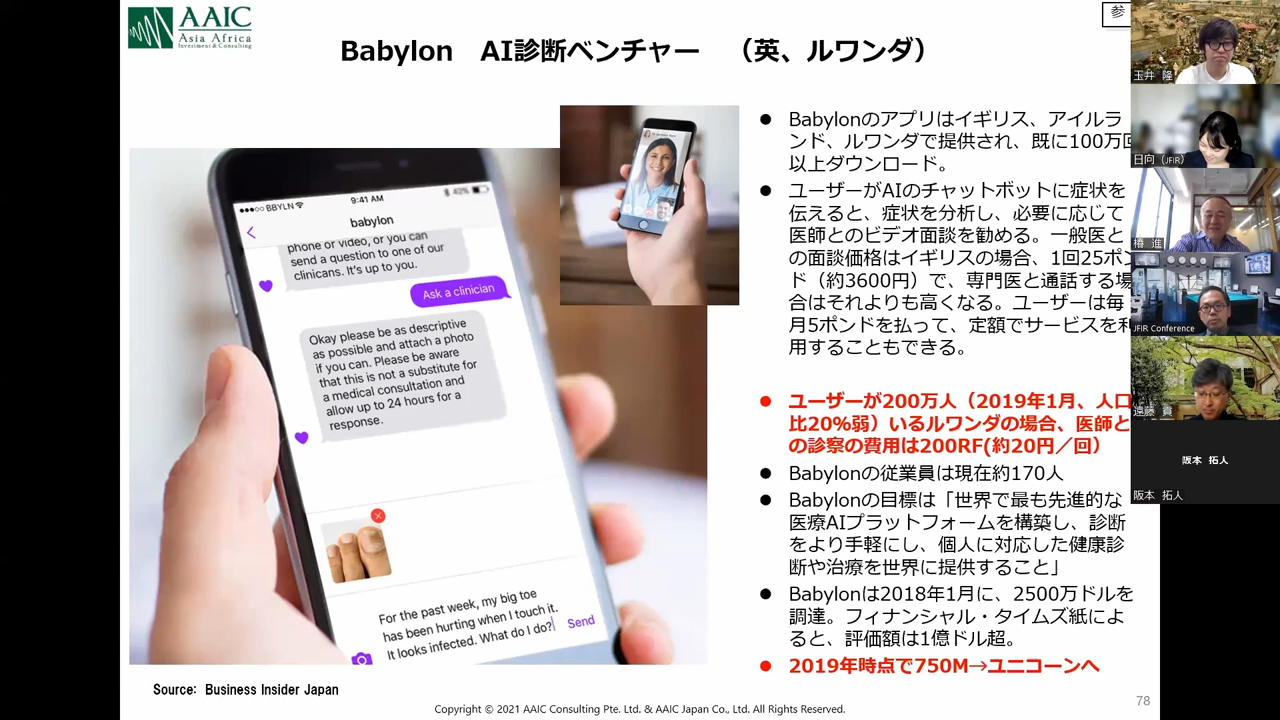 AAIC
Asia Africa
Investment & Consulting
Babylon AI診断ベンチャー （英、ルワンダ）
参
BBYLN
9:41 AM
42%
babylon
phone or video, or you can
send a question to one of our
clinicans. It's up to you.
Ask a clinician
Okay please be as descriptive
as possible and attach a photo
if you can. Please be aware
that this is not a substitute for
a medical consultation and
allow up to 24 hours for a
response.
For the past week, my big toe
has been hurting when I touch it.
It looks infected. What do I do?
Send
● Babylonのアプリはイギリス、アイルラ
ンド、ルワンダで提供され、既に100万回
以上ダウンロード。
● ユーザーがAIのチャットボットに症状を
伝えると、症状を分析し、必要に応じて
医師とのビデオ面談を勧める。一般医と
の面談価格はイギリスの場合、1回25ポン
ド（約3600円）で、専門医と通話する場
合はそれよりも高くなる。ユーザーは毎
月5ポンドを払って、定額でサービスを利
用することもできる。
● ユーザーが200万人（2019年1月、人口
比20%弱）いるルワンダの場合、医師と
の診察の費用は200RF(約20円／回）
● Babylonの従業員は現在約170人
● Babylonの目標は「世界で最も先進的な
医療AIプラットフォームを構築し、診断
をより手軽にし、個人に対応した健康診
断や治療を世界に提供すること」
● Babylonは2018年1月に、2500万ドルを
調達。フィナンシャル・タイムズ紙によ
ると、評価額は1億ドル超。
● 2019年時点で750M→ユニコーンへ
Source: Business Insider Japan
Copyright © 2021 AAIC Consulting Pte. Ltd. & AAIC Japan Co., Ltd. All Rights Reserved.
78
玉井 隆
日向（JFIR）
椿 進
JFIR Conference
遠藤 貢
阪本 拓人
阪本 拓人